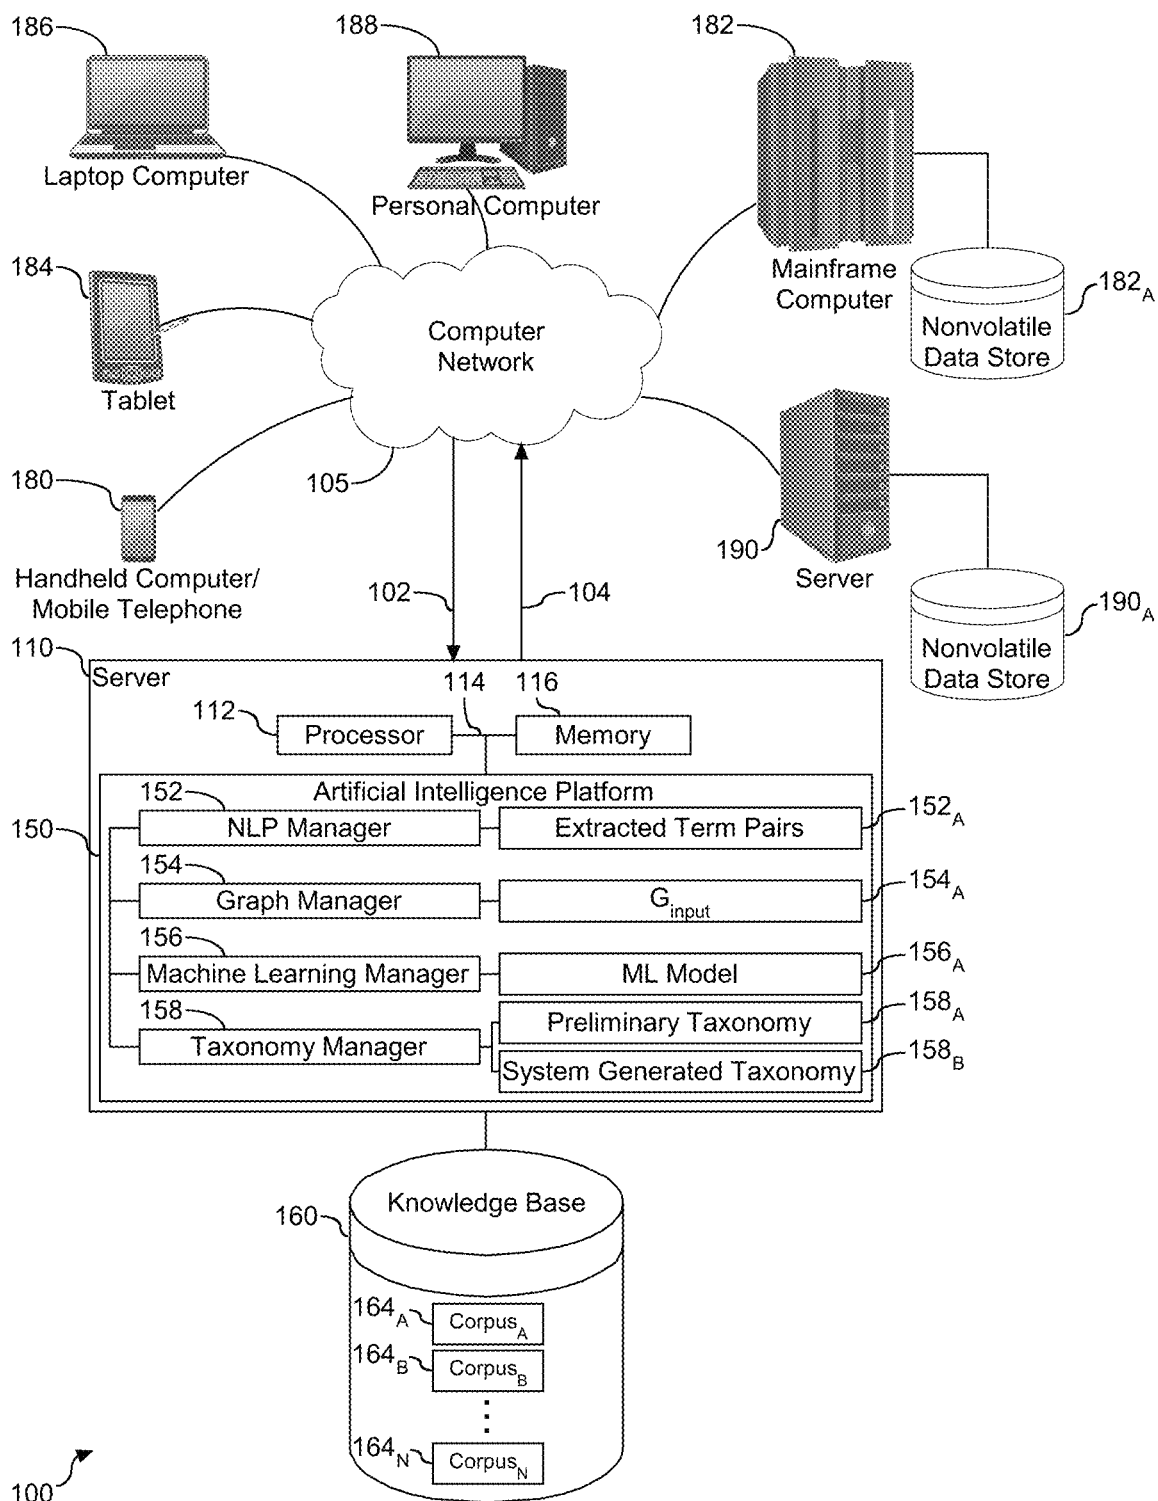 186
188
182
Laptop Computer
Personal Computer
184
Mainframe
Computer
182A
Computer
Network
Nonvolatile
Data Store
Tablet
105
180
190
Server
Handheld Computer/
Mobile Telephone
102
104
190A
Nonvolatile
Data Store
110
Server
114
116
112
Processor
Memory
Artificial Intelligence Platform
150
152
NLP Manager
Extracted Term Pairs
152A
154
Graph Manager
Ginput
154A
156
Machine Learning Manager
ML Model
156A
158
Taxonomy Manager
Preliminary Taxonomy
158A
System Generated Taxonomy
158B
Knowledge Base
160
164A
CorpusA
164B
CorpusB
164N
CorpusN
100